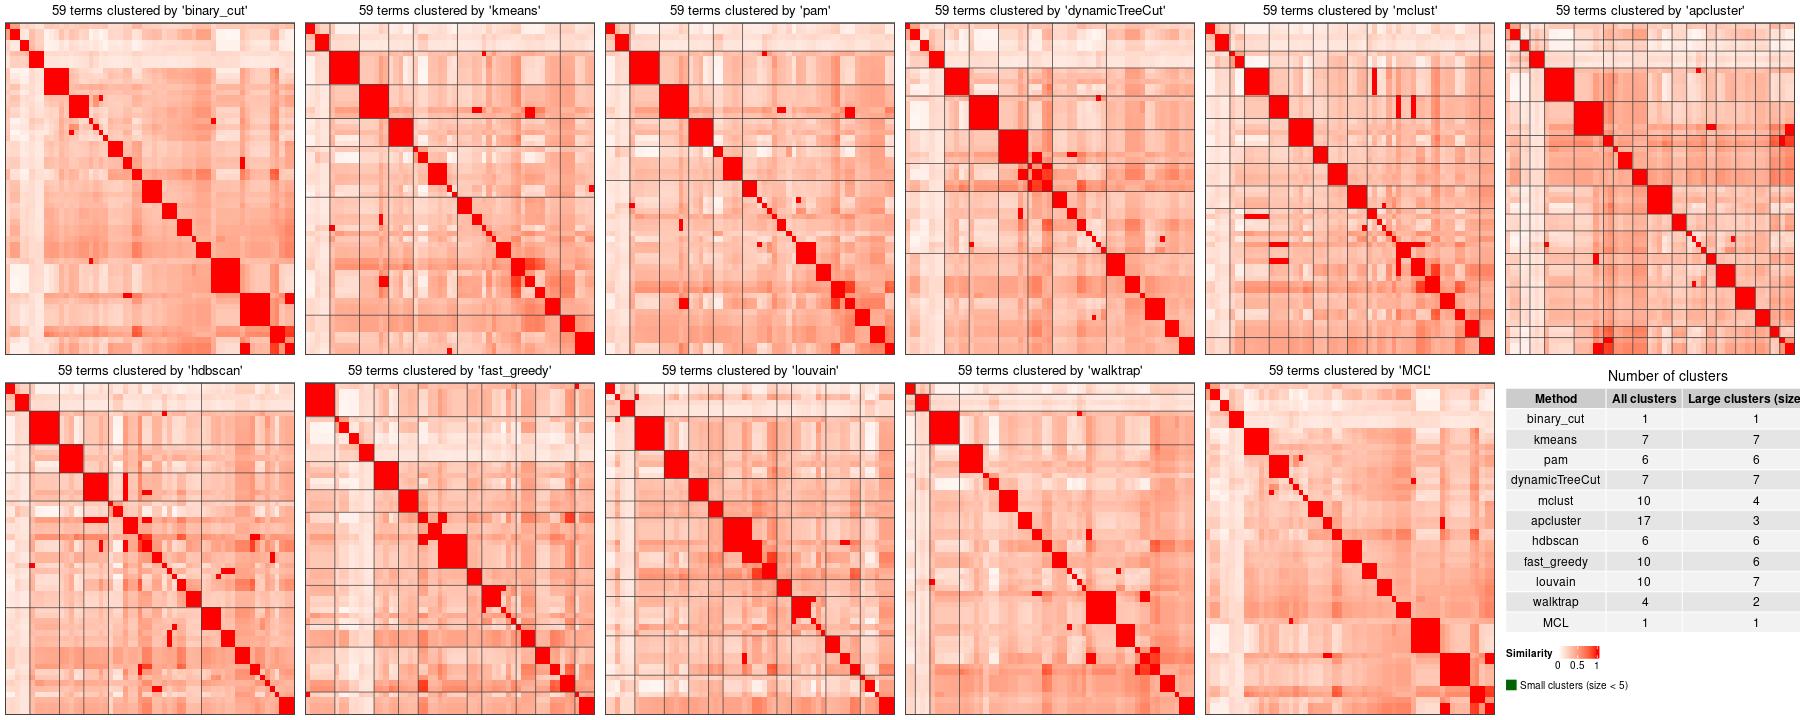 59 terms clustered by 'binary_cut'
59 terms clustered by 'kmeans'
59 terms clustered by 'pam'
59 terms clustered by 'dynamicTreeCut'
59 terms clustered by 'mclust'
59 terms clustered by 'apcluster'
59 terms clustered by 'hdbscan'
59 terms clustered by 'fast_greedy'
59 terms clustered by 'louvain'
59 terms clustered by 'walktrap'
59 terms clustered by 'MCL'
Number of clusters
Method All clusters Large clusters (size
binary_cut 1 1
kmeans 7 7
pam 6 6
dynamicTreeCut 7 7
mclust 10 4
apcluster 17 3
hdbscan 6 6
fast_greedy 10 6
louvain 10 7
walktrap 4 2
MCL 1 1
Similarity
0 0.5 1
Small clusters (size < 5)